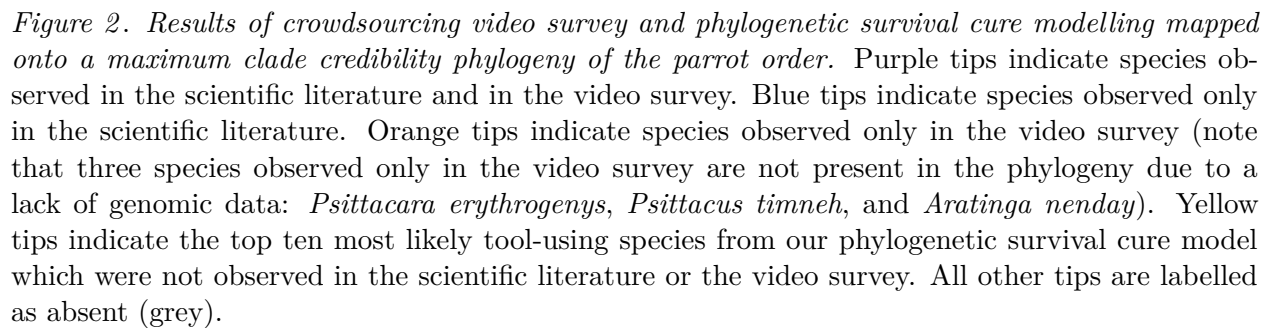 Figure 2. Results of crowdsourcing video survey and phylogenetic survival cure modelling mapped
onto a maximum clade credibility phylogeny of the parrot order. Purple tips indicate species ob-
served in the scientific literature and in the video survey. Blue tips indicate species observed only
in the scientific literature. Orange tips indicate species observed only in the video survey (note
that three species observed only in the video survey are not present in the phylogeny due to a
lack of genomic data: Psittacara erythrogenys, Psittacus timneh, and Aratinga nenday). Yellow
tips indicate the top ten most likely tool-using species from our phylogenetic survival cure model
which were not observed in the scientific literature or the video survey. All other tips are labelled
as absent (grey).